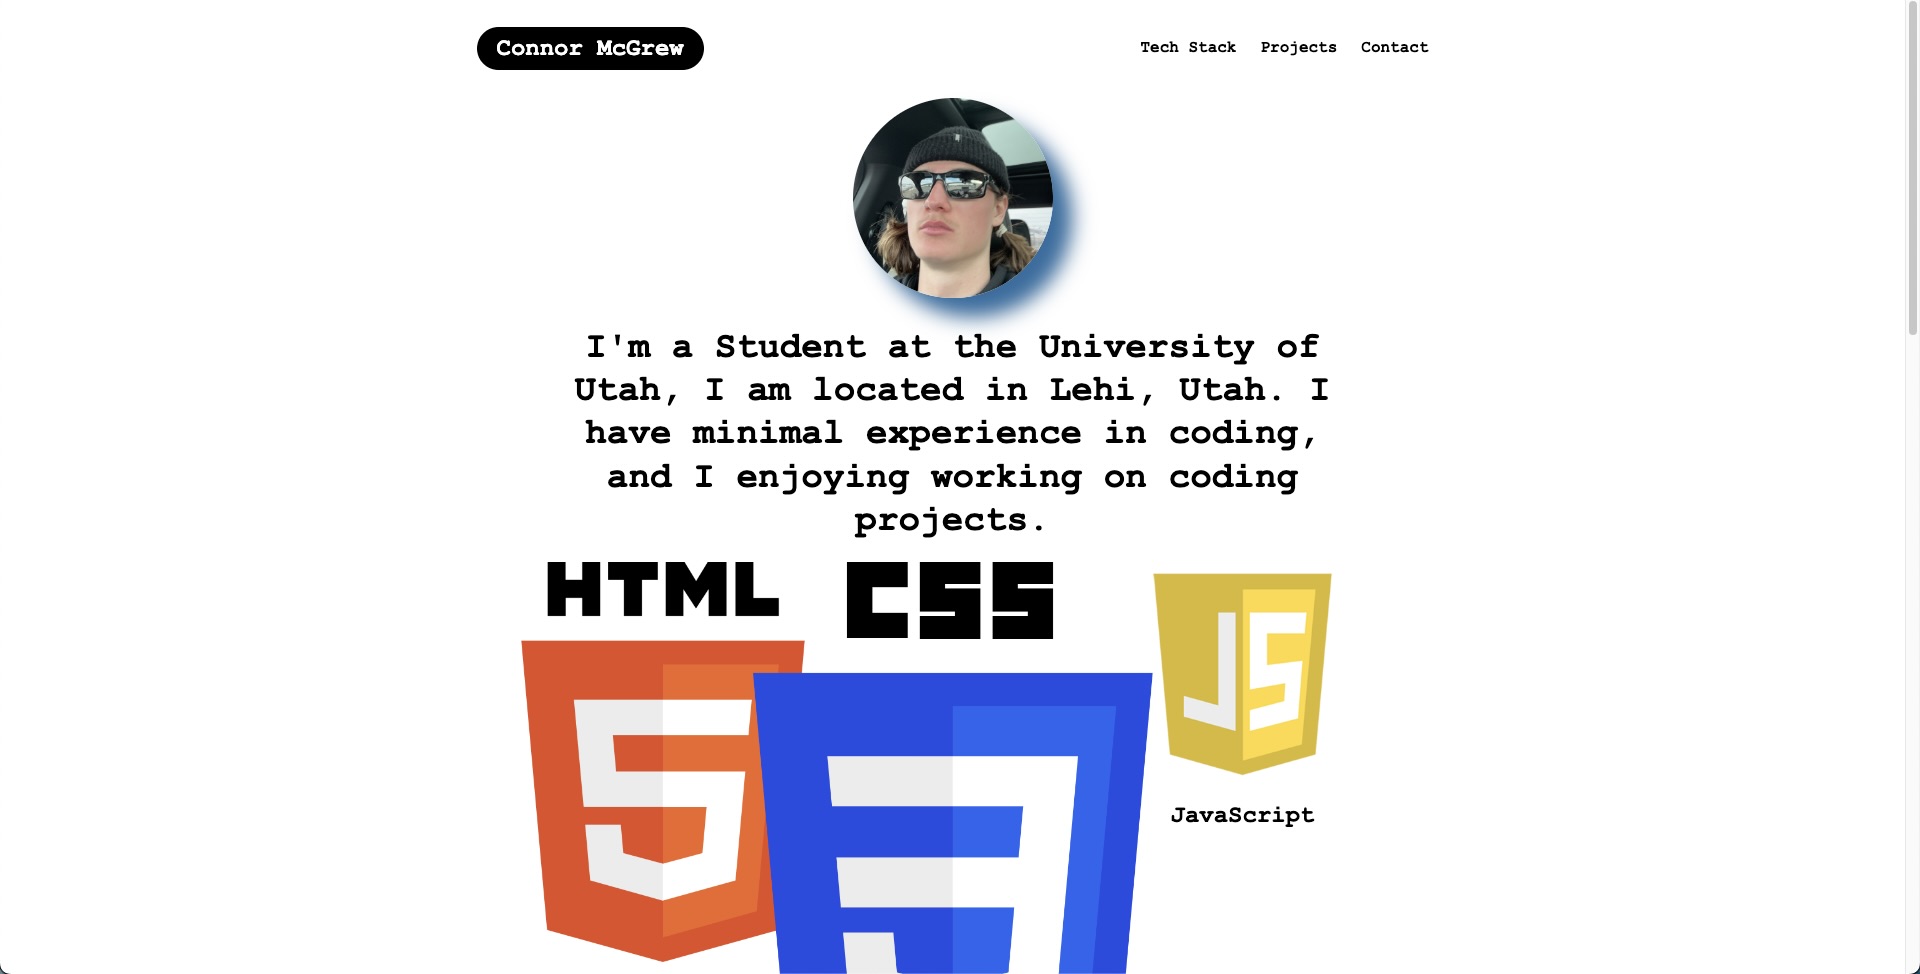 Connor McGrew
Tech Stack Projects Contact
I'm a Student at the University of
Utah, I am located in Lehi, Utah. I
have minimal experience in coding,
and I enjoying working on coding
projects.
HTML
5
CSS
JS
JavaScript